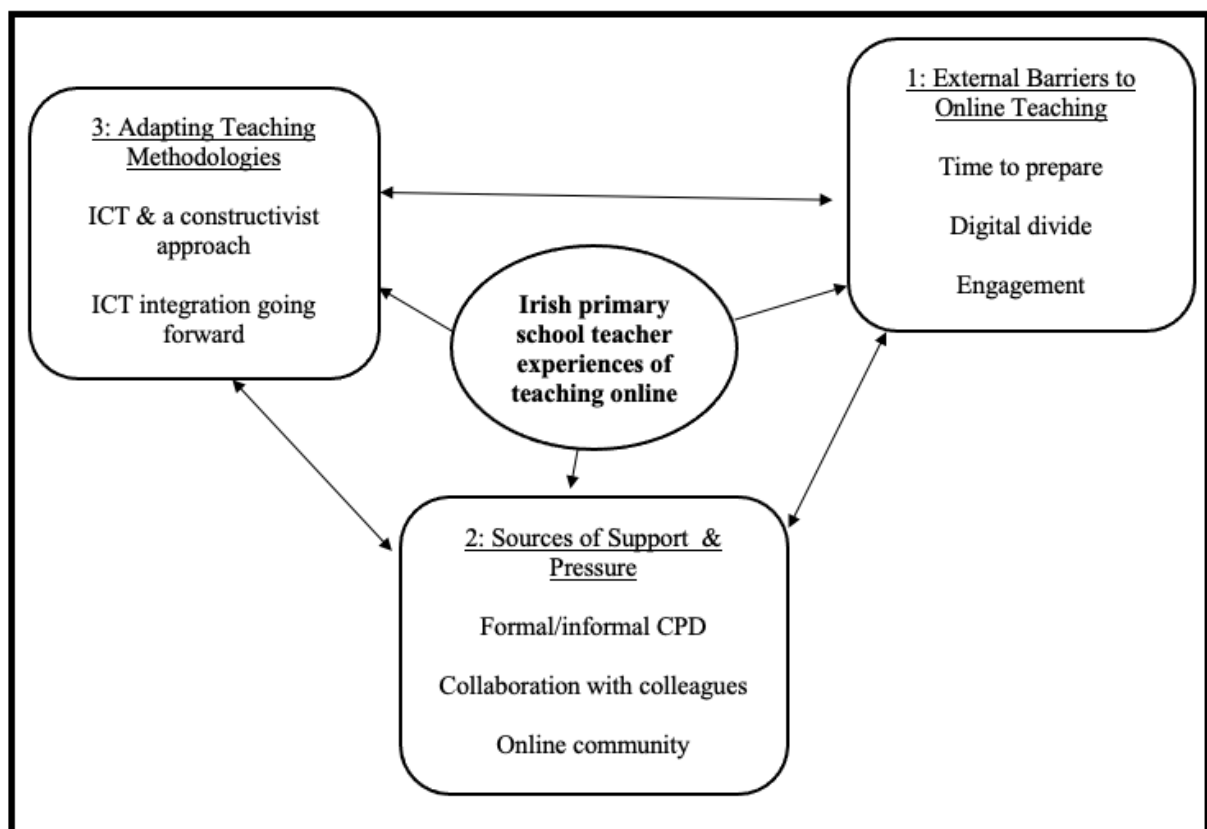 3: Adapting Teaching
Methodologies
ICT & a constructivist
approach
ICT integration going
forward
1: External Barriers to
Online Teaching
Time to prepare
Digital divide
Engagement
Irish primary
school teacher
experiences of
teaching online
2: Sources of Support &
Pressure
Formal/informal CPD
Collaboration with colleagues
Online community